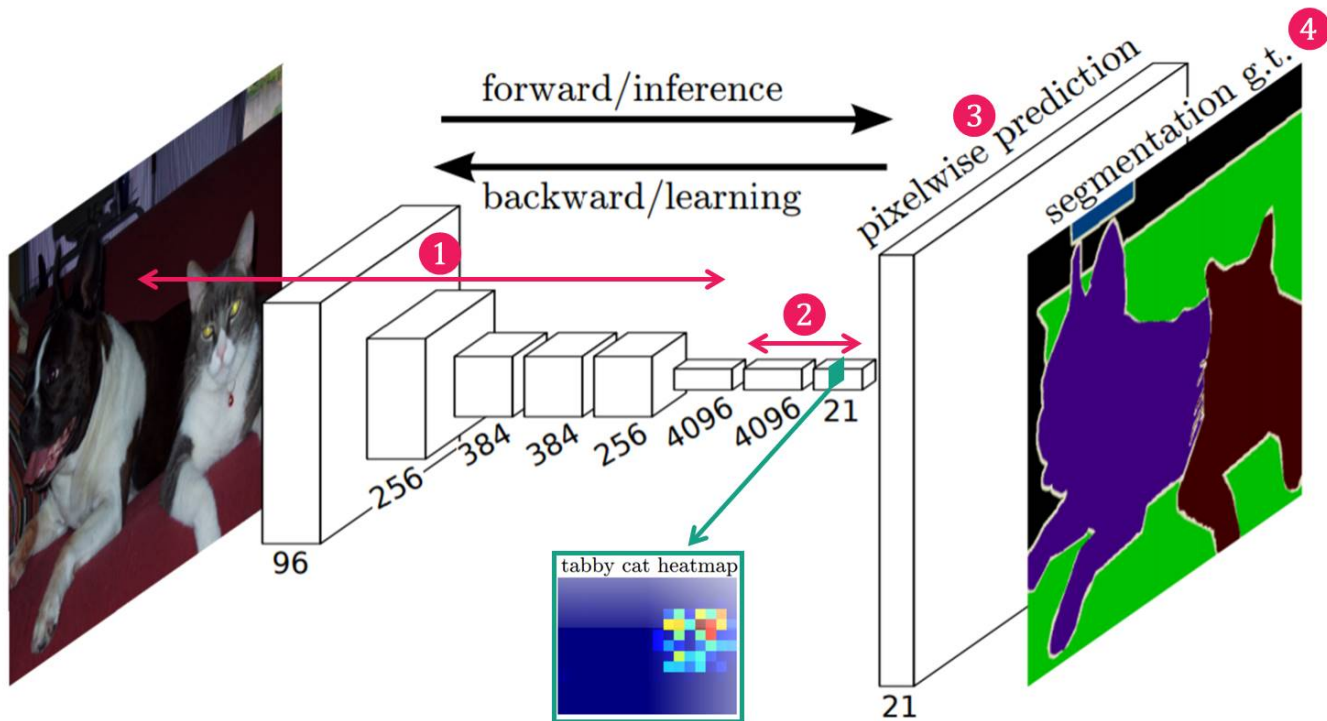 4
forward/inference
3
pixelwise prediction
segmentation g.t.
backward/learning
1
2
96
256
384
384
256
4096
4096
21
tabby cat heatmap
21